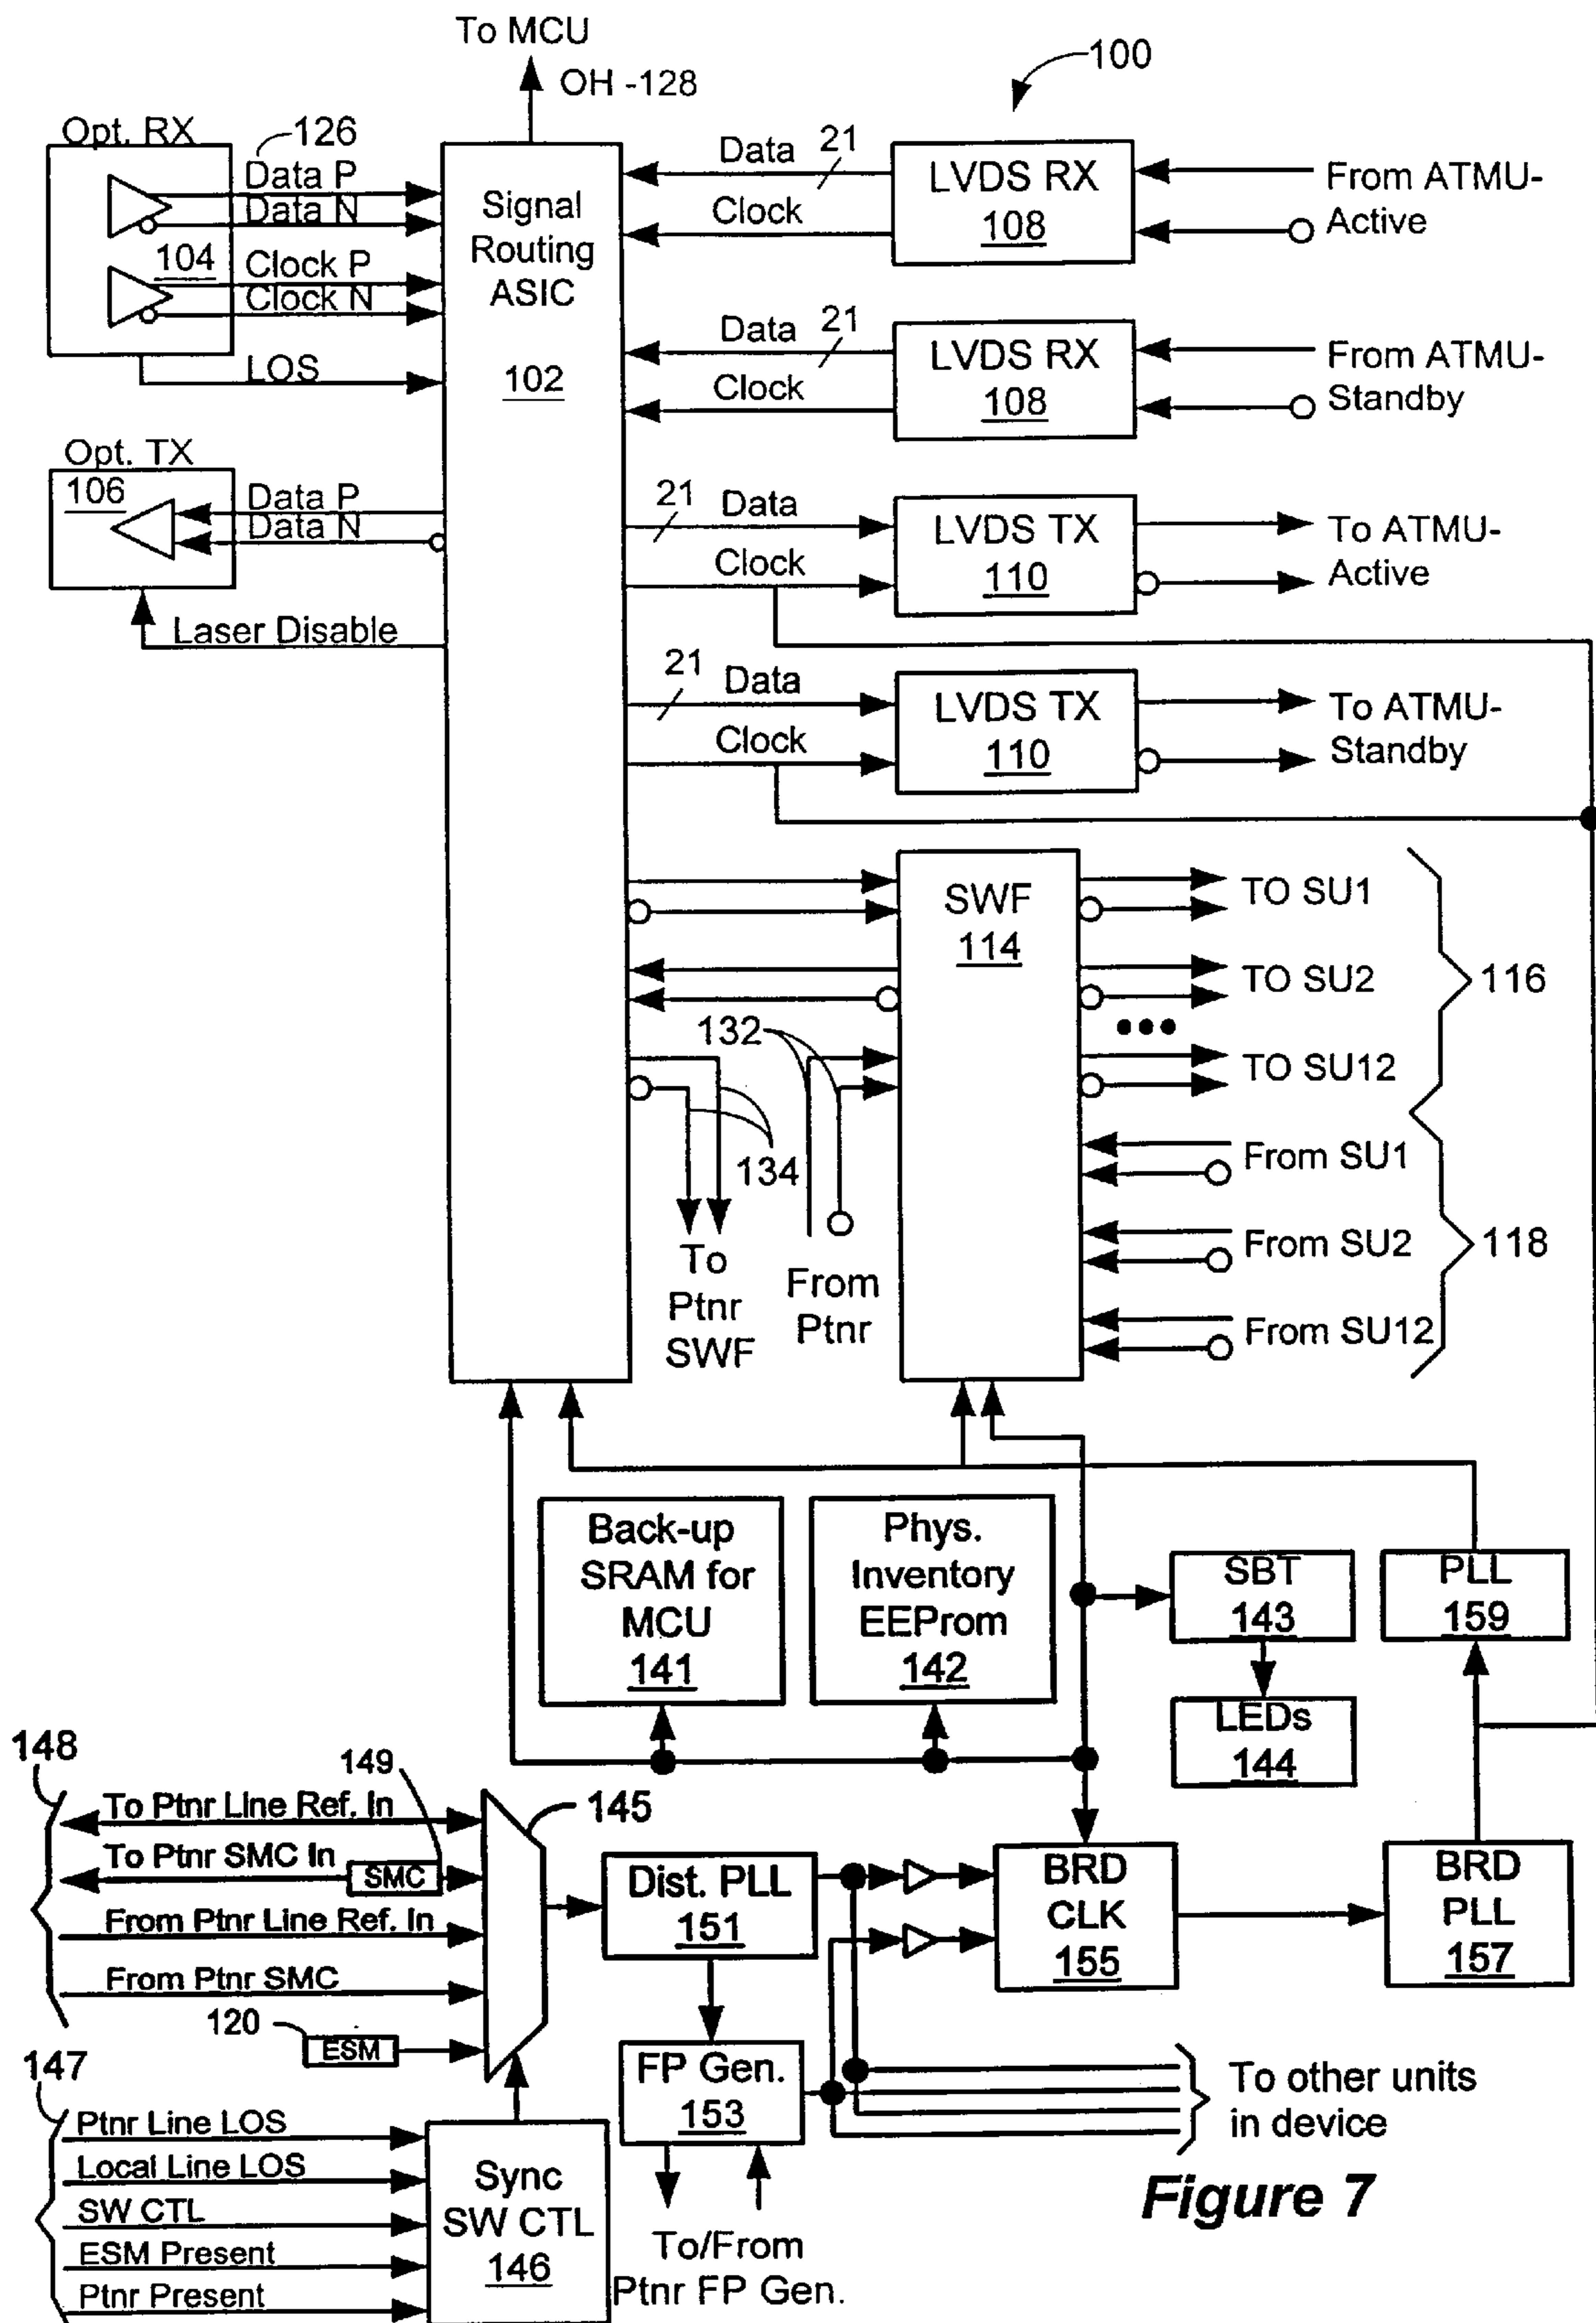 To MCU
OH -128
100
Opt. RX
126
Data P
Data N
104
Clock P
Clock N
LOS
Signal
Routing
ASIC
102
Data
21
Clock
LVDS RX
108
From ATMU-
Active
Data
21
Clock
LVDS RX
108
From ATMU-
Standby
Opt. TX
106
Data P
Data N
Laser Disable
21
Data
Clock
LVDS TX
110
To ATMU-
Active
21
Data
Clock
LVDS TX
110
To ATMU-
Standby
SWF
114
TO SU1
TO SU2
TO SU12
116
132
134
To
Ptnr
SWF
From
Ptnr
From SU1
From SU2
From SU12
118
Back-up
SRAM for
MCU
141
Phys.
Inventory
EEProm
142
SBT
143
PLL
159
LEDs
144
148
149
145
To Ptnr Line Ref. In
To Ptnr SMC In
SMC
From Ptnr Line Ref. In
From Ptnr SMC
120
ESM
Dist. PLL
151
BRD
CLK
155
BRD
PLL
157
FP Gen.
153
To other units
in device
147
Ptnr Line LOS
Local Line LOS
SW CTL
ESM Present
Ptnr Present
Sync
SW CTL
146
To/From
Ptnr FP Gen.
Figure 7